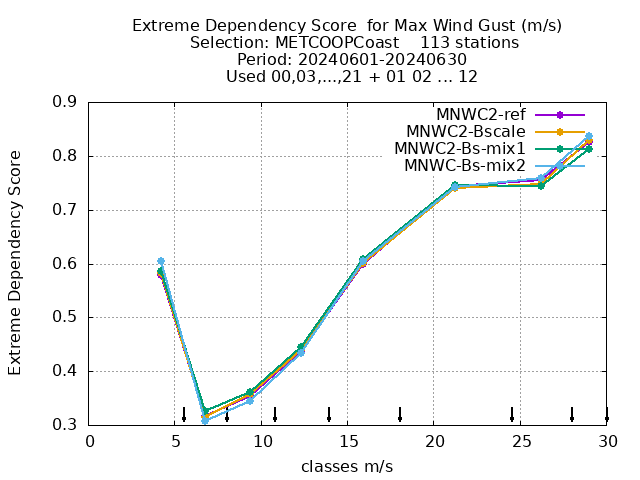 Extreme Dependency Score  for Max Wind Gust (m/s)
Selection: METCOOPCoast    113 stations
Period: 20240601-20240630
Used 00,03,...,21 + 01 02 ... 12
Extreme Dependency Score
0.9
0.8
0.7
0.6
0.5
0.4
0.3
MNWC2-ref
MNWC2-Bscale
MNWC2-Bs-mix1
MNWC-Bs-mix2
0 5 10 15 20 25 30
classes m/s